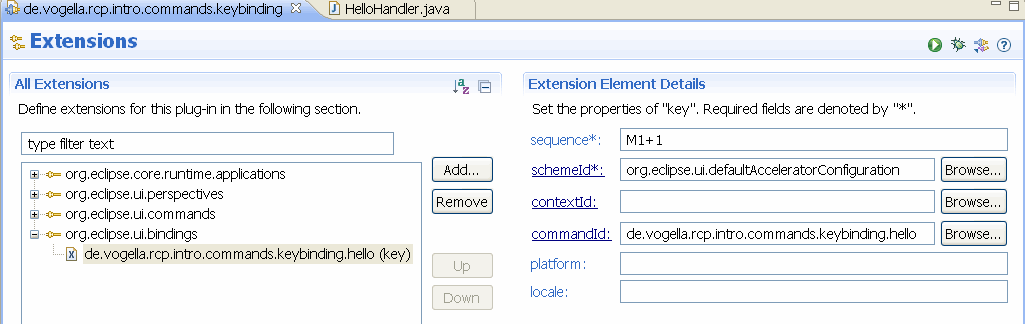 de.vogella.rcp.intro.commands.keybinding
HelloHandler.java
Extensions
All Extensions
Define extensions for this plug-in in the following section.
type filter text
org.eclipse.core.runtime.applications
org.eclipse.ui.perspectives
org.eclipse.ui.commands
org.eclipse.ui.bindings
de.vogella.rcp.intro.commands.keybinding.hello (key)
Add...
Remove
Up
Down
Extension Element Details
Set the properties of "key". Required fields are denoted by "*".
sequence*: M1+1
schemeId*: org.eclipse.ui.defaultAcceleratorConfiguration Browse...
contextId: Browse...
commandId: de.vogella.rcp.intro.commands.keybinding.hello Browse...
platform:
locale: